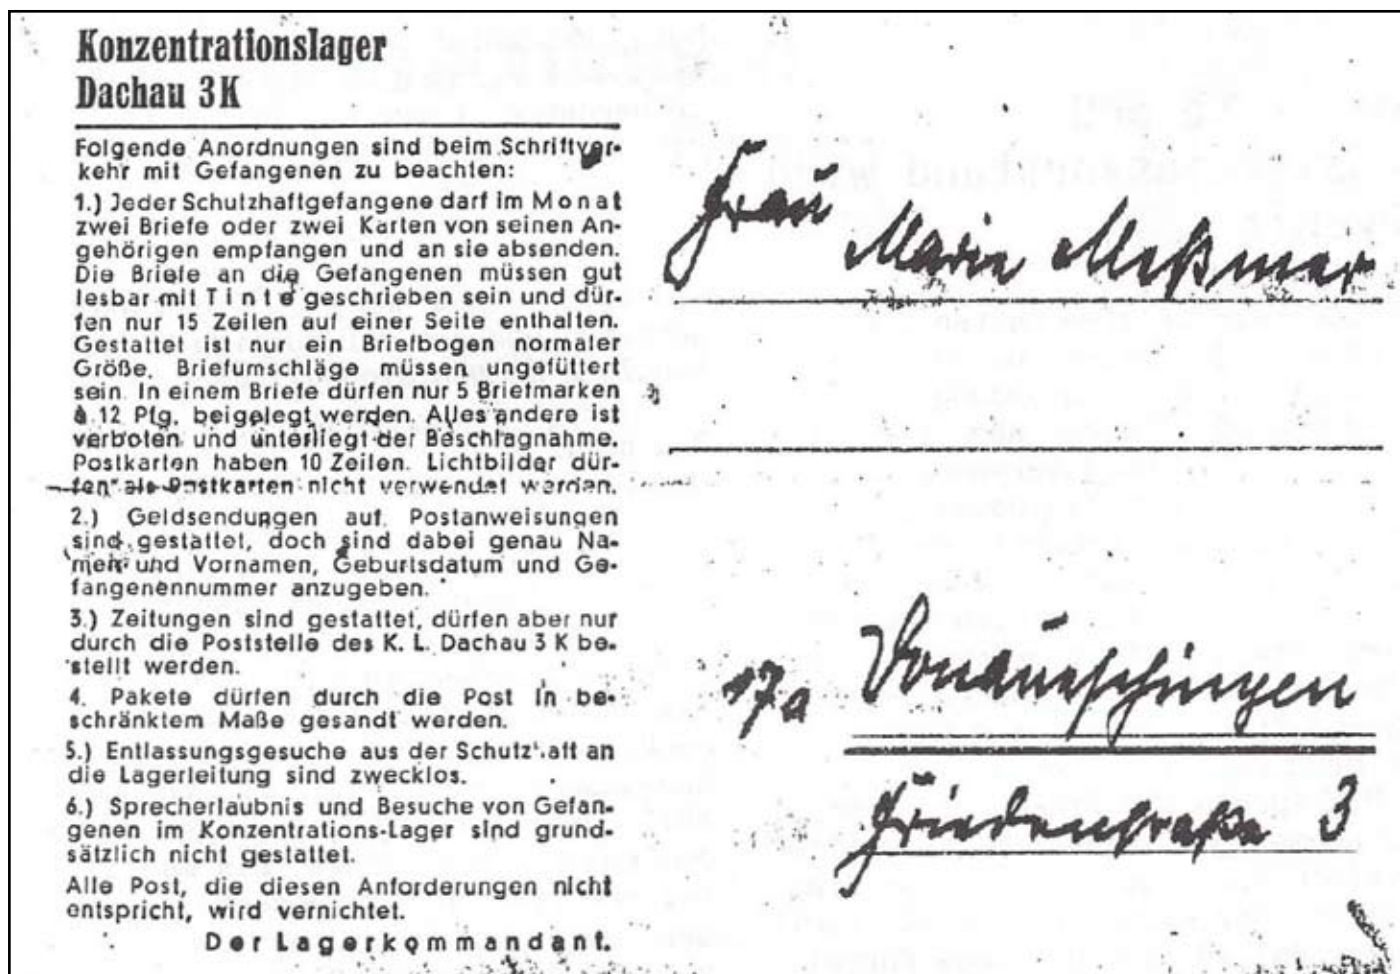 Konzentrationslager
Dachau 3K
Folgende Anordnungen sind beim Schriftver-
kehr mit Gefangenen zu beachten:
1.) Jeder Schutzhaftgefangene darf im Monat
zwei Briefe oder zwei Karten von seinen An-
gehörigen empfangen und an sie absenden.
Die Briefe an die Gefangenen müssen gut
lesbar mit Tinte geschrieben sein und dür-
fen nur 15 Zeilen auf einer Seite enthalten.
Gestattet ist nur ein Briefbogen normaler
Größe. Briefumschläge müssen ungefüttert
sein. In einem Briefe dürfen nur 5 Briefmarken
à 12 Pfg. beigelegt werden. Alles andere ist
verboten und unterliegt der Beschlagnahme.
Postkarten haben 10 Zeilen. Lichtbilder dür-
fen als Postkarten nicht verwendet werden.
2.) Geldsendungen auf Postanweisungen
sind gestattet, doch sind dabei genau Na-
men und Vornamen, Geburtsdatum und Ge-
fangenennummer anzugeben.
3.) Zeitungen sind gestattet, dürfen aber nur
durch die Poststelle des K. L. Dachau 3 K be-
stellt werden.
4. Pakete dürfen durch die Post in be-
schränktem Maße gesandt werden.
5.) Entlassungsgesuche aus der Schutzhaft an
die Lagerleitung sind zwecklos.
6.) Sprecherlaubnis und Besuche von Gefan-
genen im Konzentrations-Lager sind grund-
sätzlich nicht gestattet.
Alle Post, die diesen Anforderungen nicht
entspricht, wird vernichtet.
Der Lagerkommandant.
Frau
Marie Meßmer
17a Donaueschingen
Friedenstraße 3